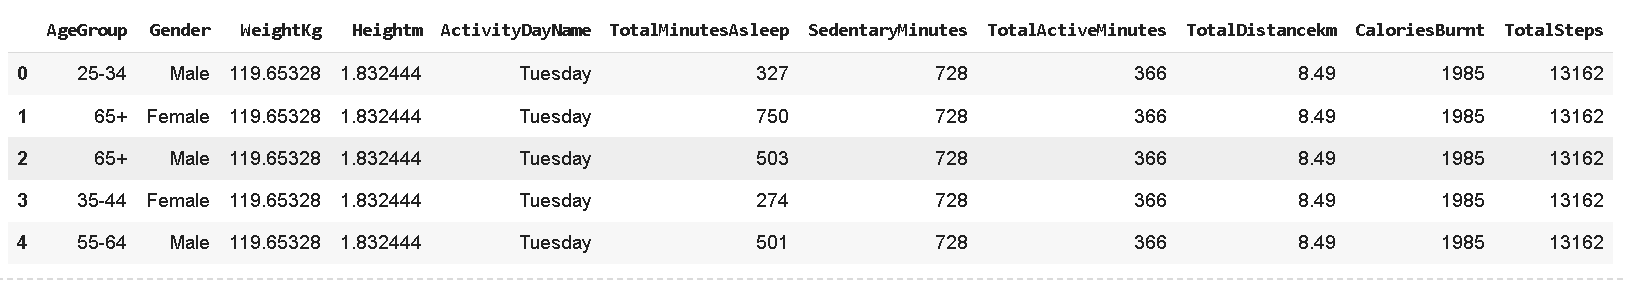 AgeGroup Gender WeightKg Heightm ActivityDayName TotalMinutesAsleep SedentaryMinutes TotalActiveMinutes TotalDistancekm CaloriesBurnt TotalSteps
0 25-34 Male 119.65328 1.832444 Tuesday 327 728 366 8.49 1985 13162
1 65+ Female 119.65328 1.832444 Tuesday 750 728 366 8.49 1985 13162
2 65+ Male 119.65328 1.832444 Tuesday 503 728 366 8.49 1985 13162
3 35-44 Female 119.65328 1.832444 Tuesday 274 728 366 8.49 1985 13162
4 55-64 Male 119.65328 1.832444 Tuesday 501 728 366 8.49 1985 13162